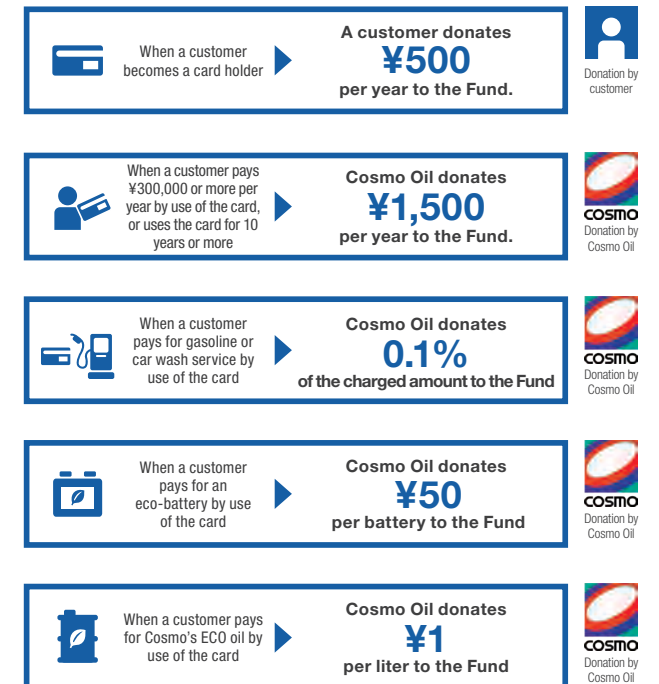 When a customer
becomes a card holder
A customer donates
¥500
per year to the Fund.
Donation by
customer
When a customer pays
¥300,000 or more per
year by use of the card,
or uses the card for 10
years or more
Cosmo Oil donates
¥1,500
per year to the Fund.
COSMO
Donation by
Cosmo Oil
When a customer
pays for gasoline or
car wash service by
use of the card
Cosmo Oil donates
0.1%
of the charged amount to the Fund
COSMO
Donation by
Cosmo Oil
When a customer
pays for an
eco-battery by use
of the card
Cosmo Oil donates
¥50
per battery to the Fund
COSMO
Donation by
Cosmo Oil
When a customer pays
for Cosmo's ECO oil by
use of the card
Cosmo Oil donates
¥1
per liter to the Fund
COSMO
Donation by
Cosmo Oil